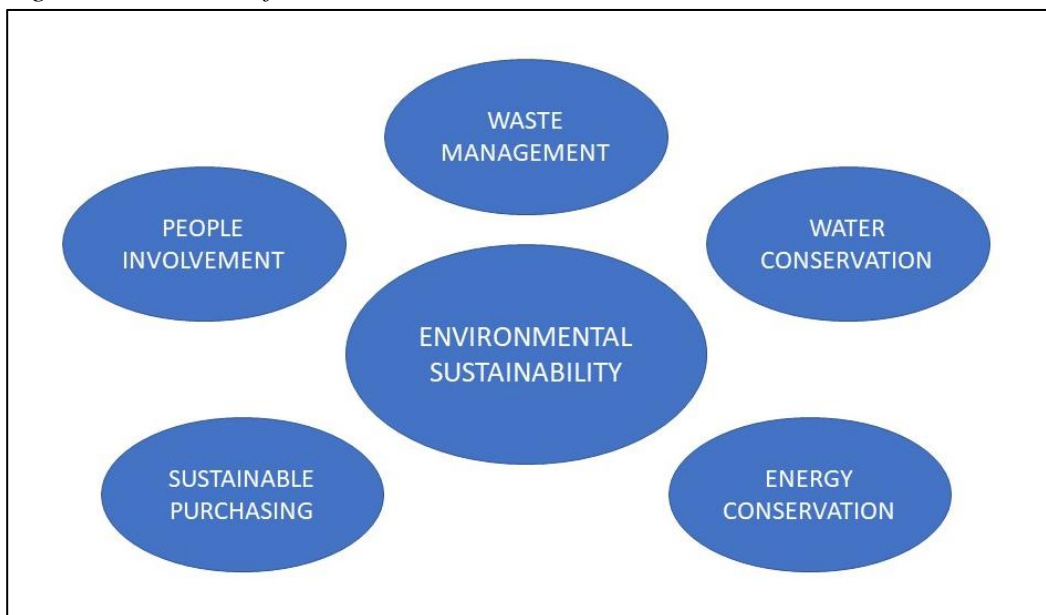 WASTE
MANAGEMENT
PEOPLE
INVOLVEMENT
WATER
CONSERVATION
ENVIRONMENTAL
SUSTAINABILITY
SUSTAINABLE
PURCHASING
ENERGY
CONSERVATION